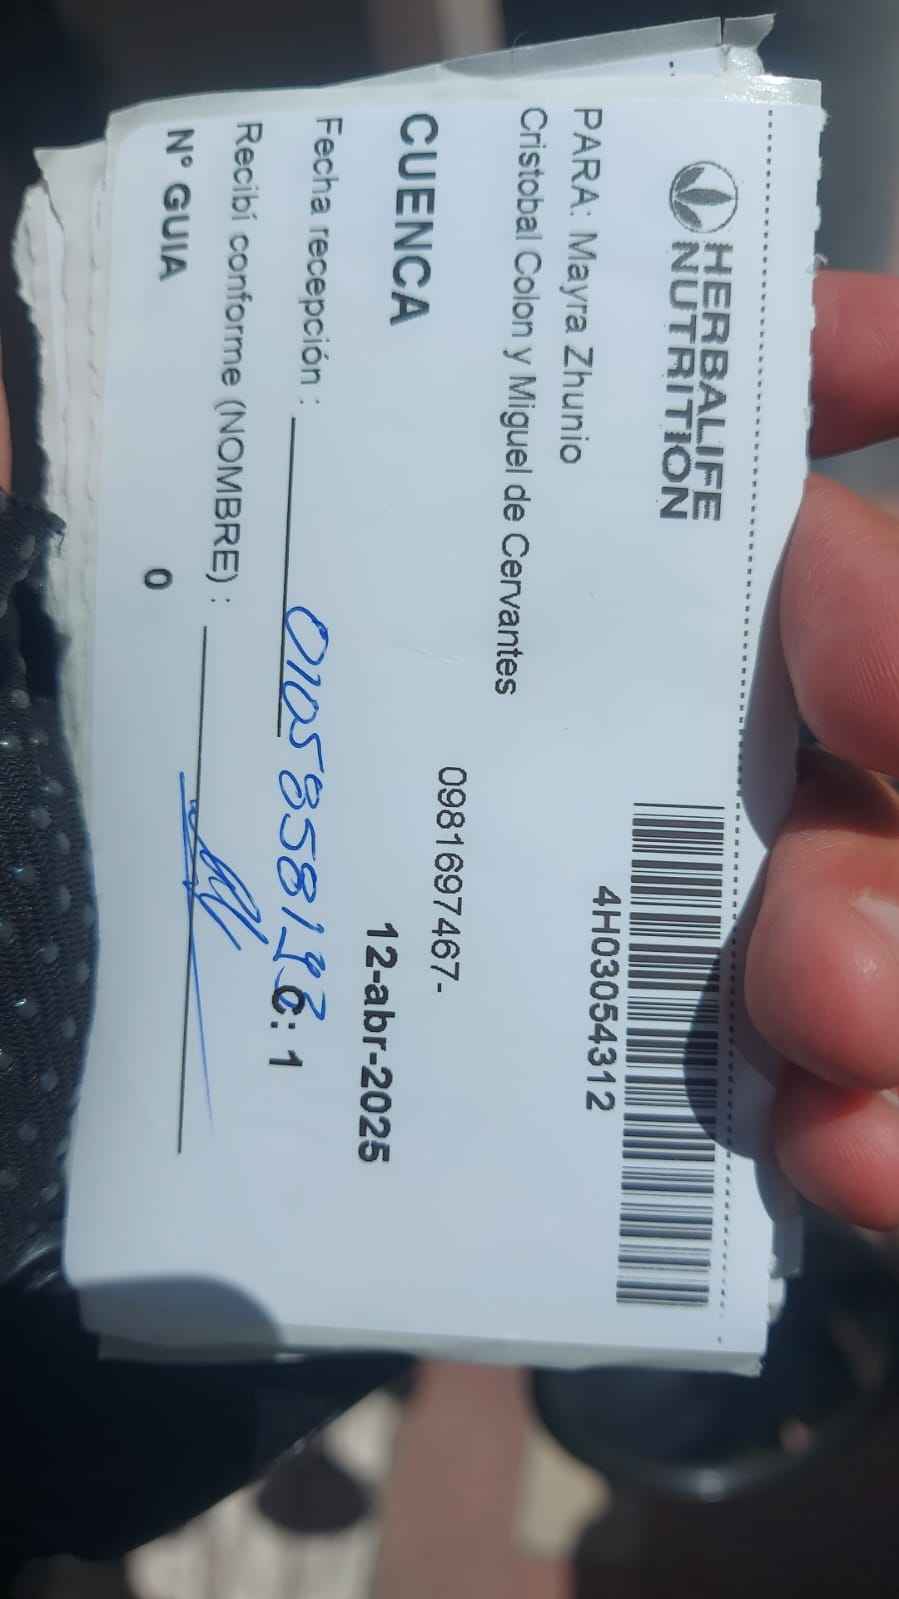 HERBALIFE
NUTRITION
4H03054312
PARA: Mayra Zhunio
Cristobal Colon y Miguel de Cervantes
0981697467-
CUENCA
12-abr-2025
Fecha recepción :
C: 1
Recibí conforme (NOMBRE) :
N° GUIA
0